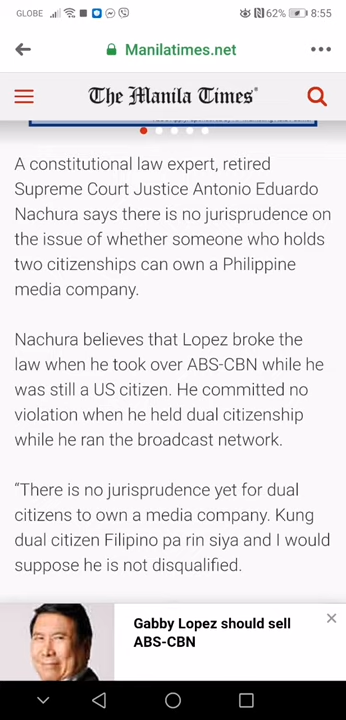 GLOBE 62% 8:55
Manilatimes.net
The Manila Times
A constitutional law expert, retired
Supreme Court Justice Antonio Eduardo
Nachura says there is no jurisprudence on
the issue of whether someone who holds
two citizenships can own a Philippine
media company.
Nachura believes that Lopez broke the
law when he took over ABS-CBN while he
was still a US citizen. He committed no
violation when he held dual citizenship
while he ran the broadcast network.
“There is no jurisprudence yet for dual
citizens to own a media company. Kung
dual citizen Filipino pa rin siya and I would
suppose he is not disqualified.
Gabby Lopez should sell
ABS-CBN